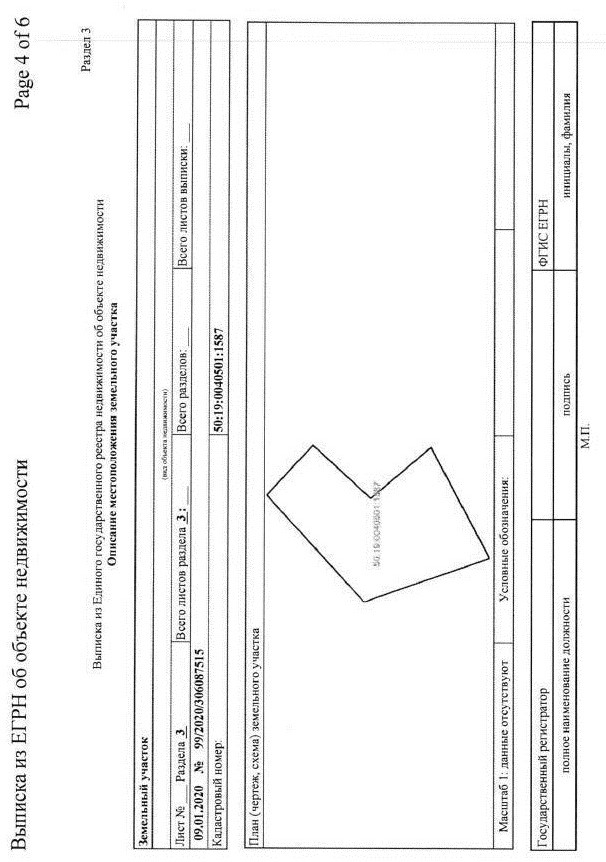 Выписка из ЕГРН об объекте недвижимости Page 4 of 6
Раздел 3
Выписка из Единого государственного реестра недвижимости об объекте недвижимости
Описание местоположения земельного участка
Земельный участок
(вид объекта недвижимости)
Лист № ___ Раздела 3 Всего листов раздела 3 : ___ Всего разделов: ___ Всего листов выписки: ___
09.01.2020 № 99/2020/306087515
Кадастровый номер: 50:19:0040501:1587
План (чертеж, схема) земельного участка
50:19:0040501:1587
Масштаб 1: данные отсутствуют Условные обозначения:
Государственный регистратор ФГИС ЕГРН
полное наименование должности подпись инициалы, фамилия
М.П.